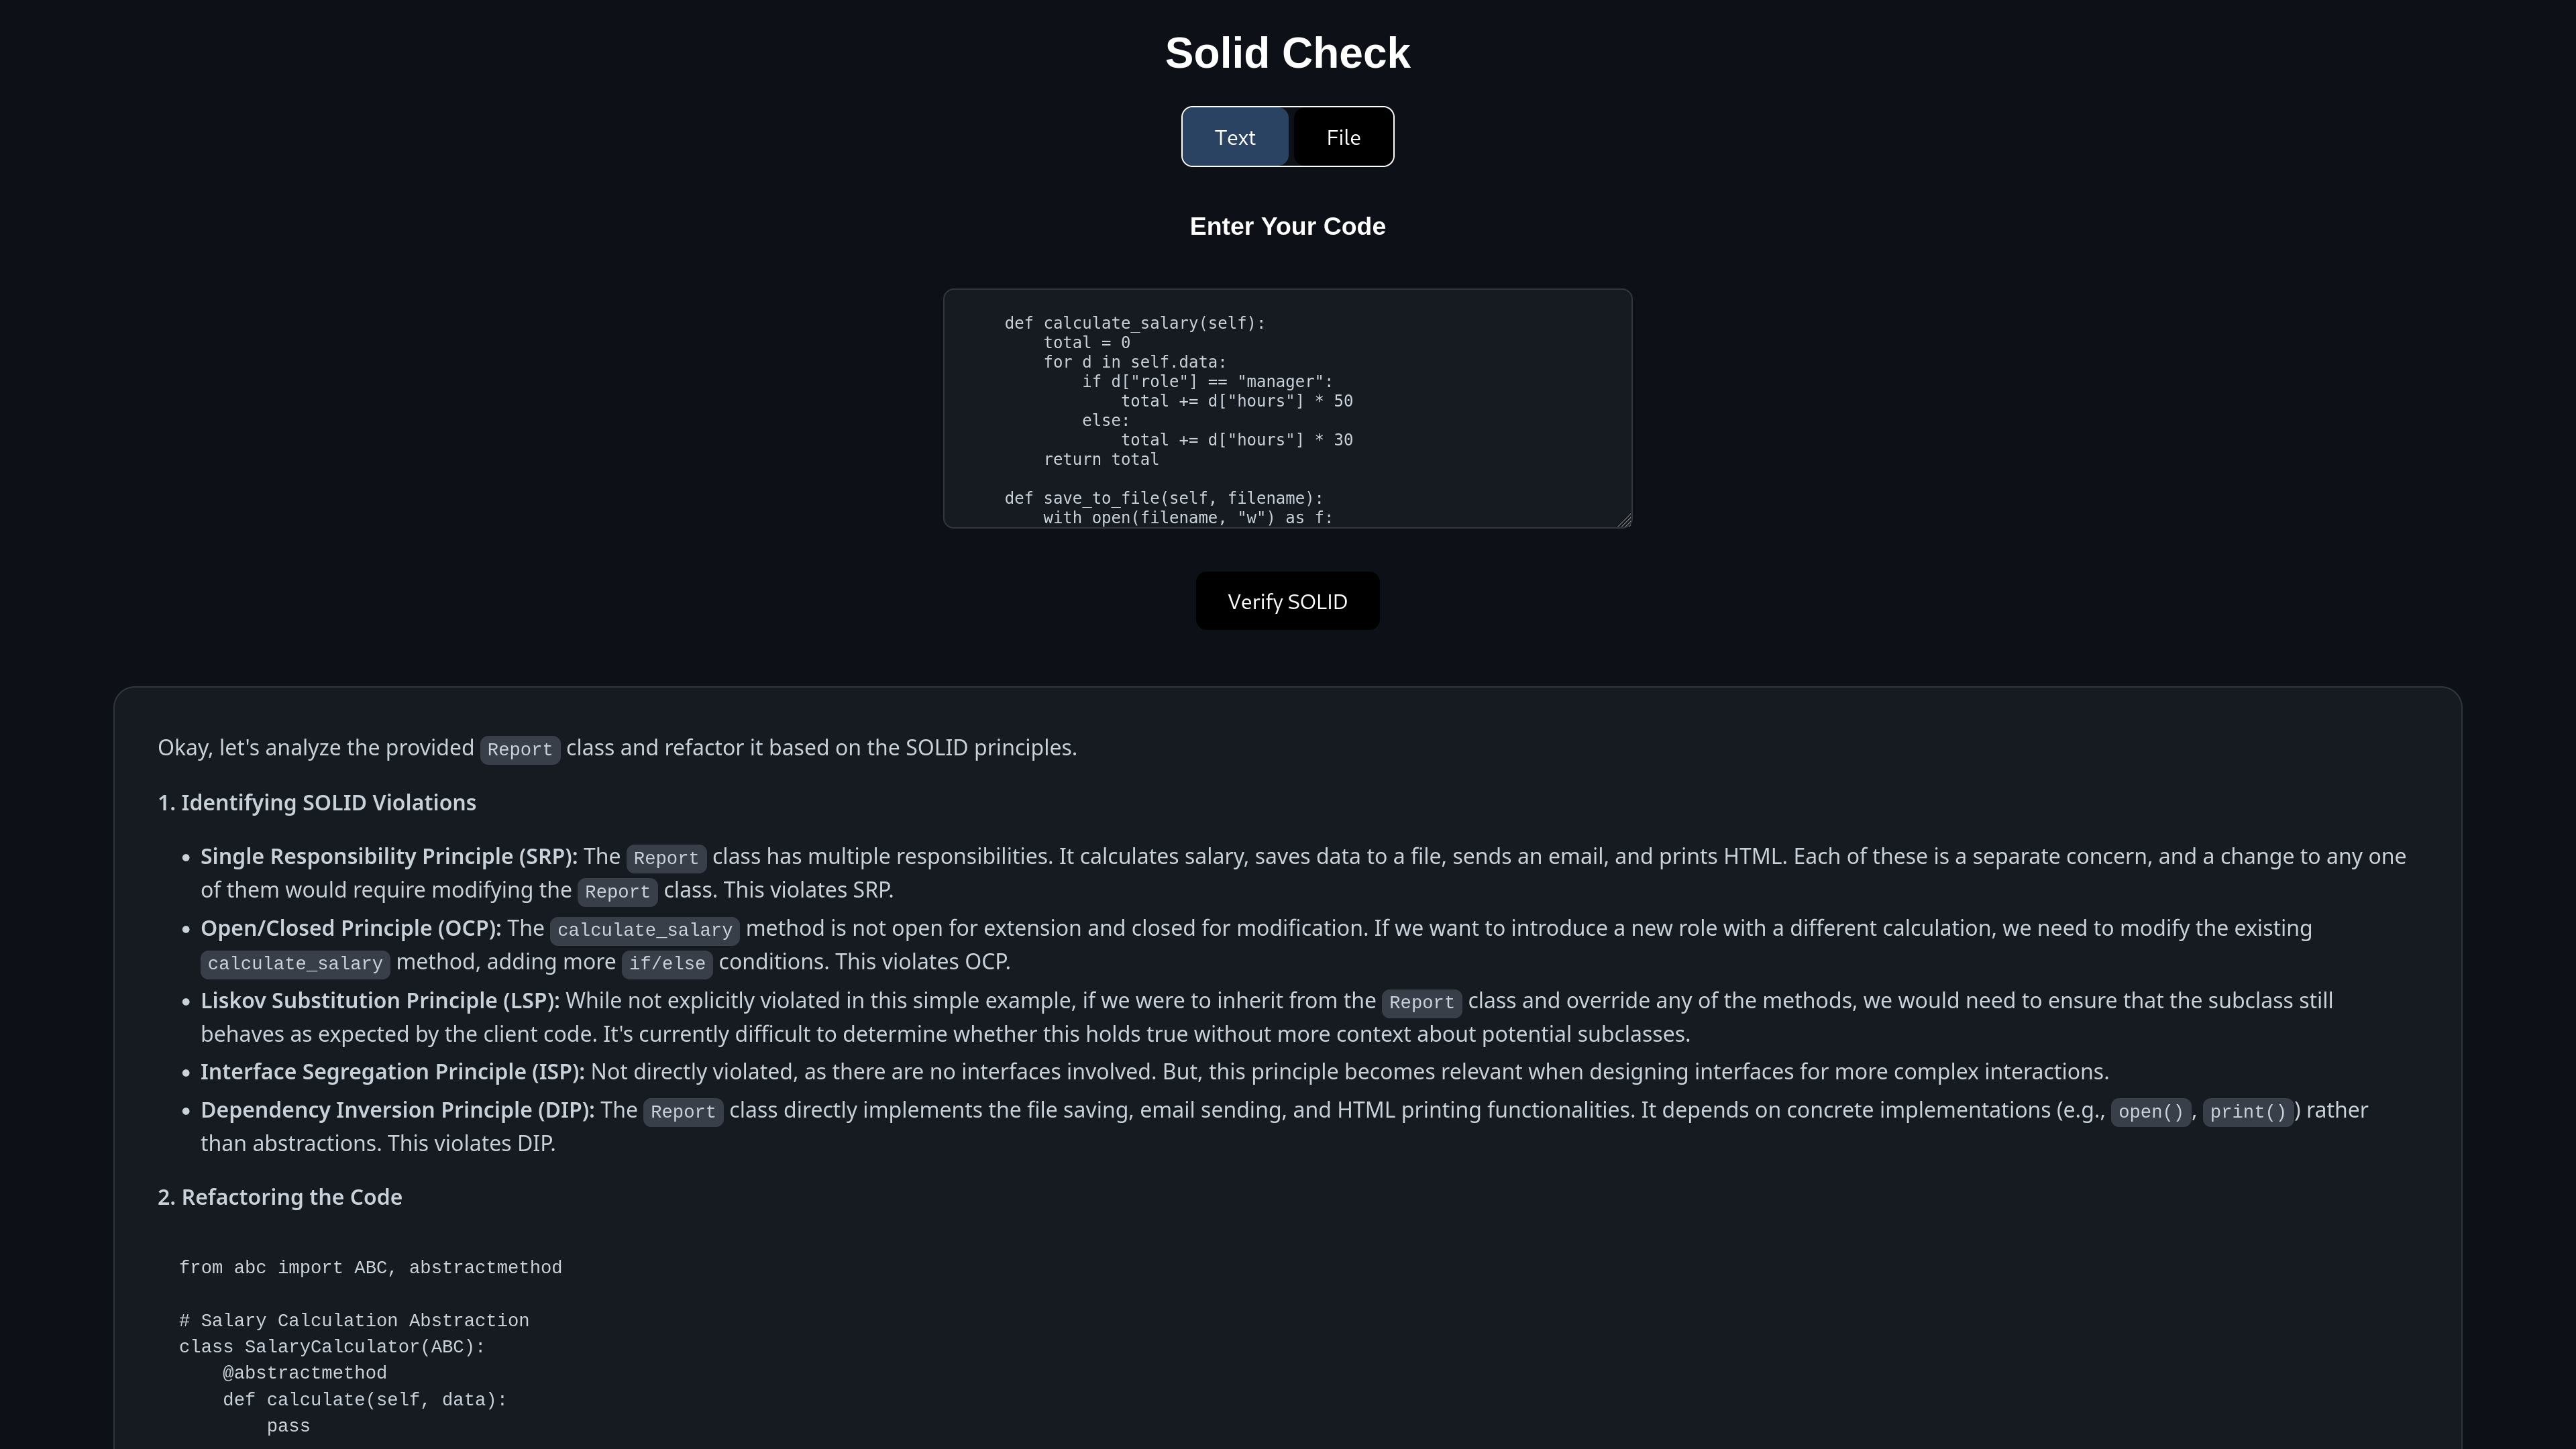 Solid Check
Text File
Enter Your Code
def calculate_salary(self):
    total = 0
    for d in self.data:
        if d["role"] == "manager":
            total += d["hours"] * 50
        else:
            total += d["hours"] * 30
    return total
def save_to_file(self, filename):
    with open(filename, "w") as f:
Verify SOLID
Okay, let's analyze the provided Report class and refactor it based on the SOLID principles.
1. Identifying SOLID Violations
• Single Responsibility Principle (SRP): The Report class has multiple responsibilities. It calculates salary, saves data to a file, sends an email, and prints HTML. Each of these is a separate concern, and a change to any one
of them would require modifying the Report class. This violates SRP.
• Open/Closed Principle (OCP): The calculate_salary method is not open for extension and closed for modification. If we want to introduce a new role with a different calculation, we need to modify the existing
calculate_salary method, adding more if/else conditions. This violates OCP.
• Liskov Substitution Principle (LSP): While not explicitly violated in this simple example, if we were to inherit from the Report class and override any of the methods, we would need to ensure that the subclass still
behaves as expected by the client code. It's currently difficult to determine whether this holds true without more context about potential subclasses.
• Interface Segregation Principle (ISP): Not directly violated, as there are no interfaces involved. But, this principle becomes relevant when designing interfaces for more complex interactions.
• Dependency Inversion Principle (DIP): The Report class directly implements the file saving, email sending, and HTML printing functionalities. It depends on concrete implementations (e.g., open(), print()) rather
than abstractions. This violates DIP.
2. Refactoring the Code
from abc import ABC, abstractmethod
# Salary Calculation Abstraction
class SalaryCalculator(ABC):
    @abstractmethod
    def calculate(self, data):
        pass